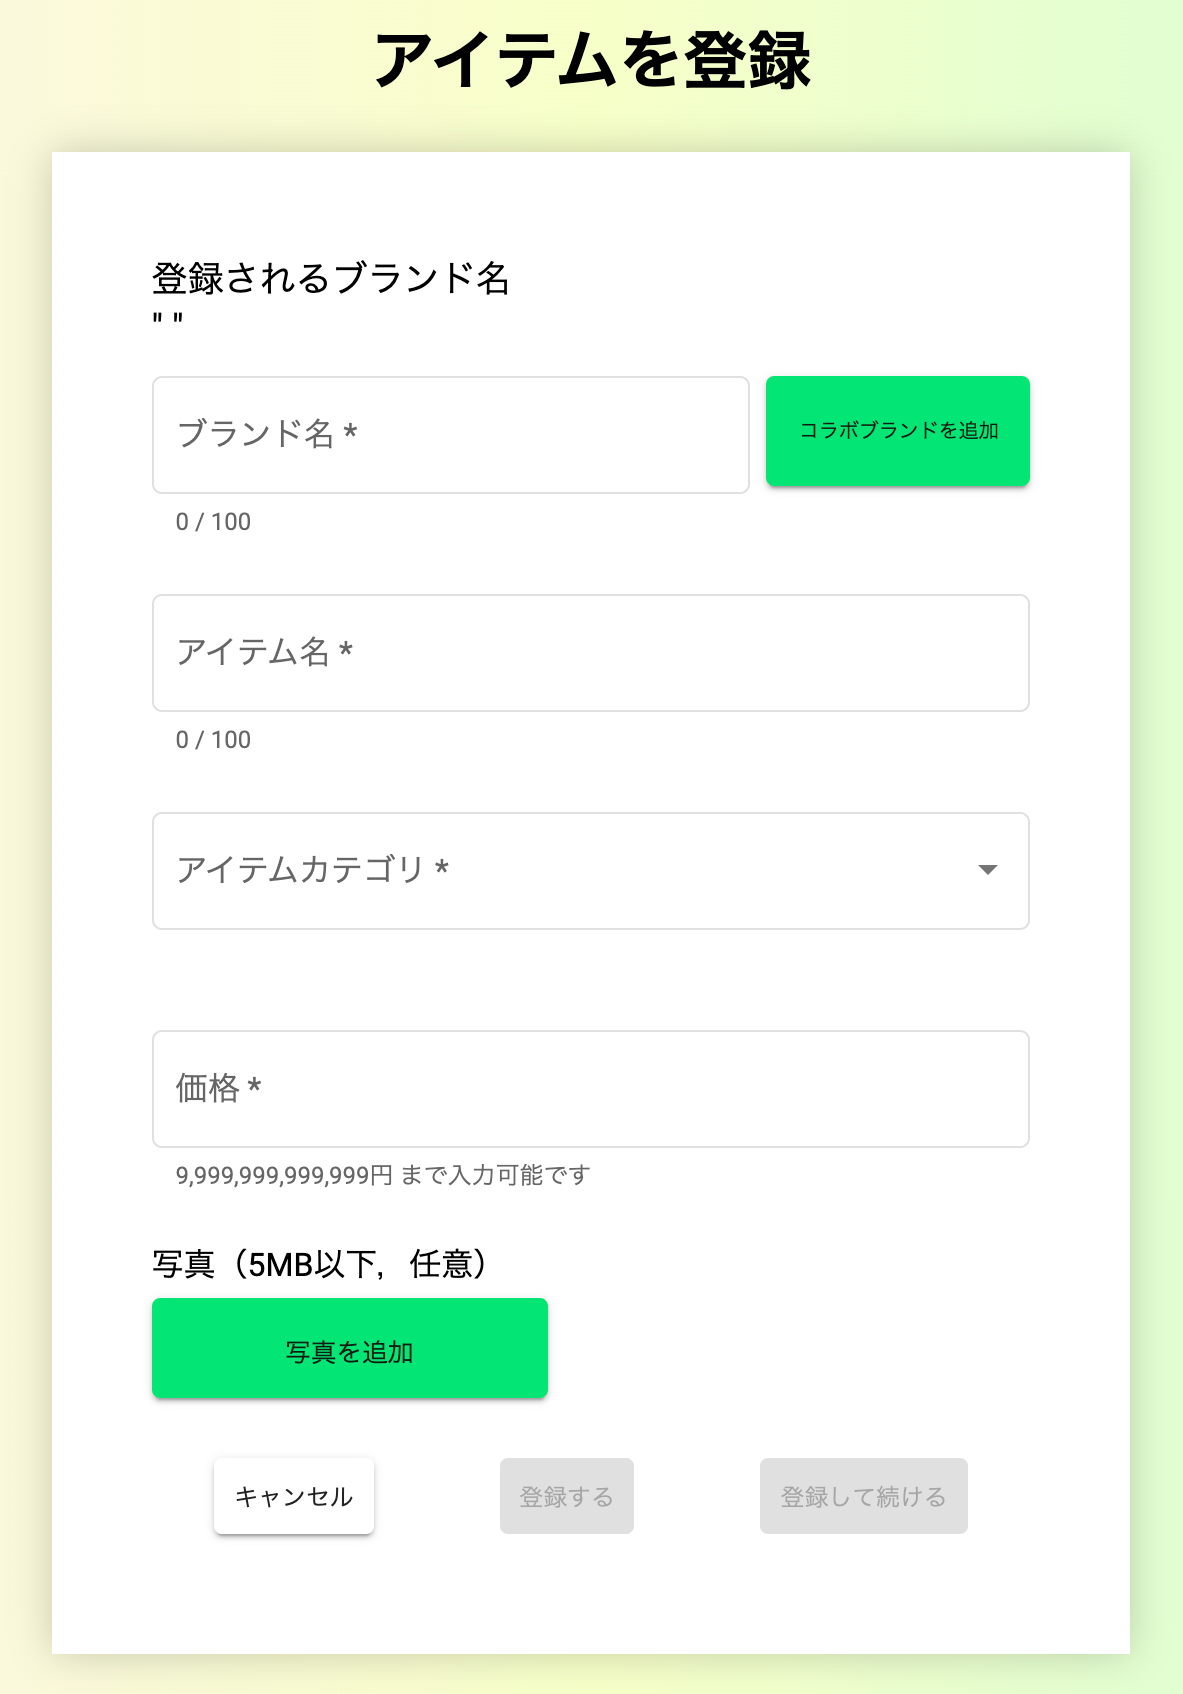 アイテムを登録
登録されるブランド名
" "
ブランド名 *
コラボブランドを追加
0 / 100
アイテム名 *
0 / 100
アイテムカテゴリ *
価格 *
9,999,999,999,999円 まで入力可能です
写真（5MB以下，任意）
写真を追加
キャンセル
登録する
登録して続ける